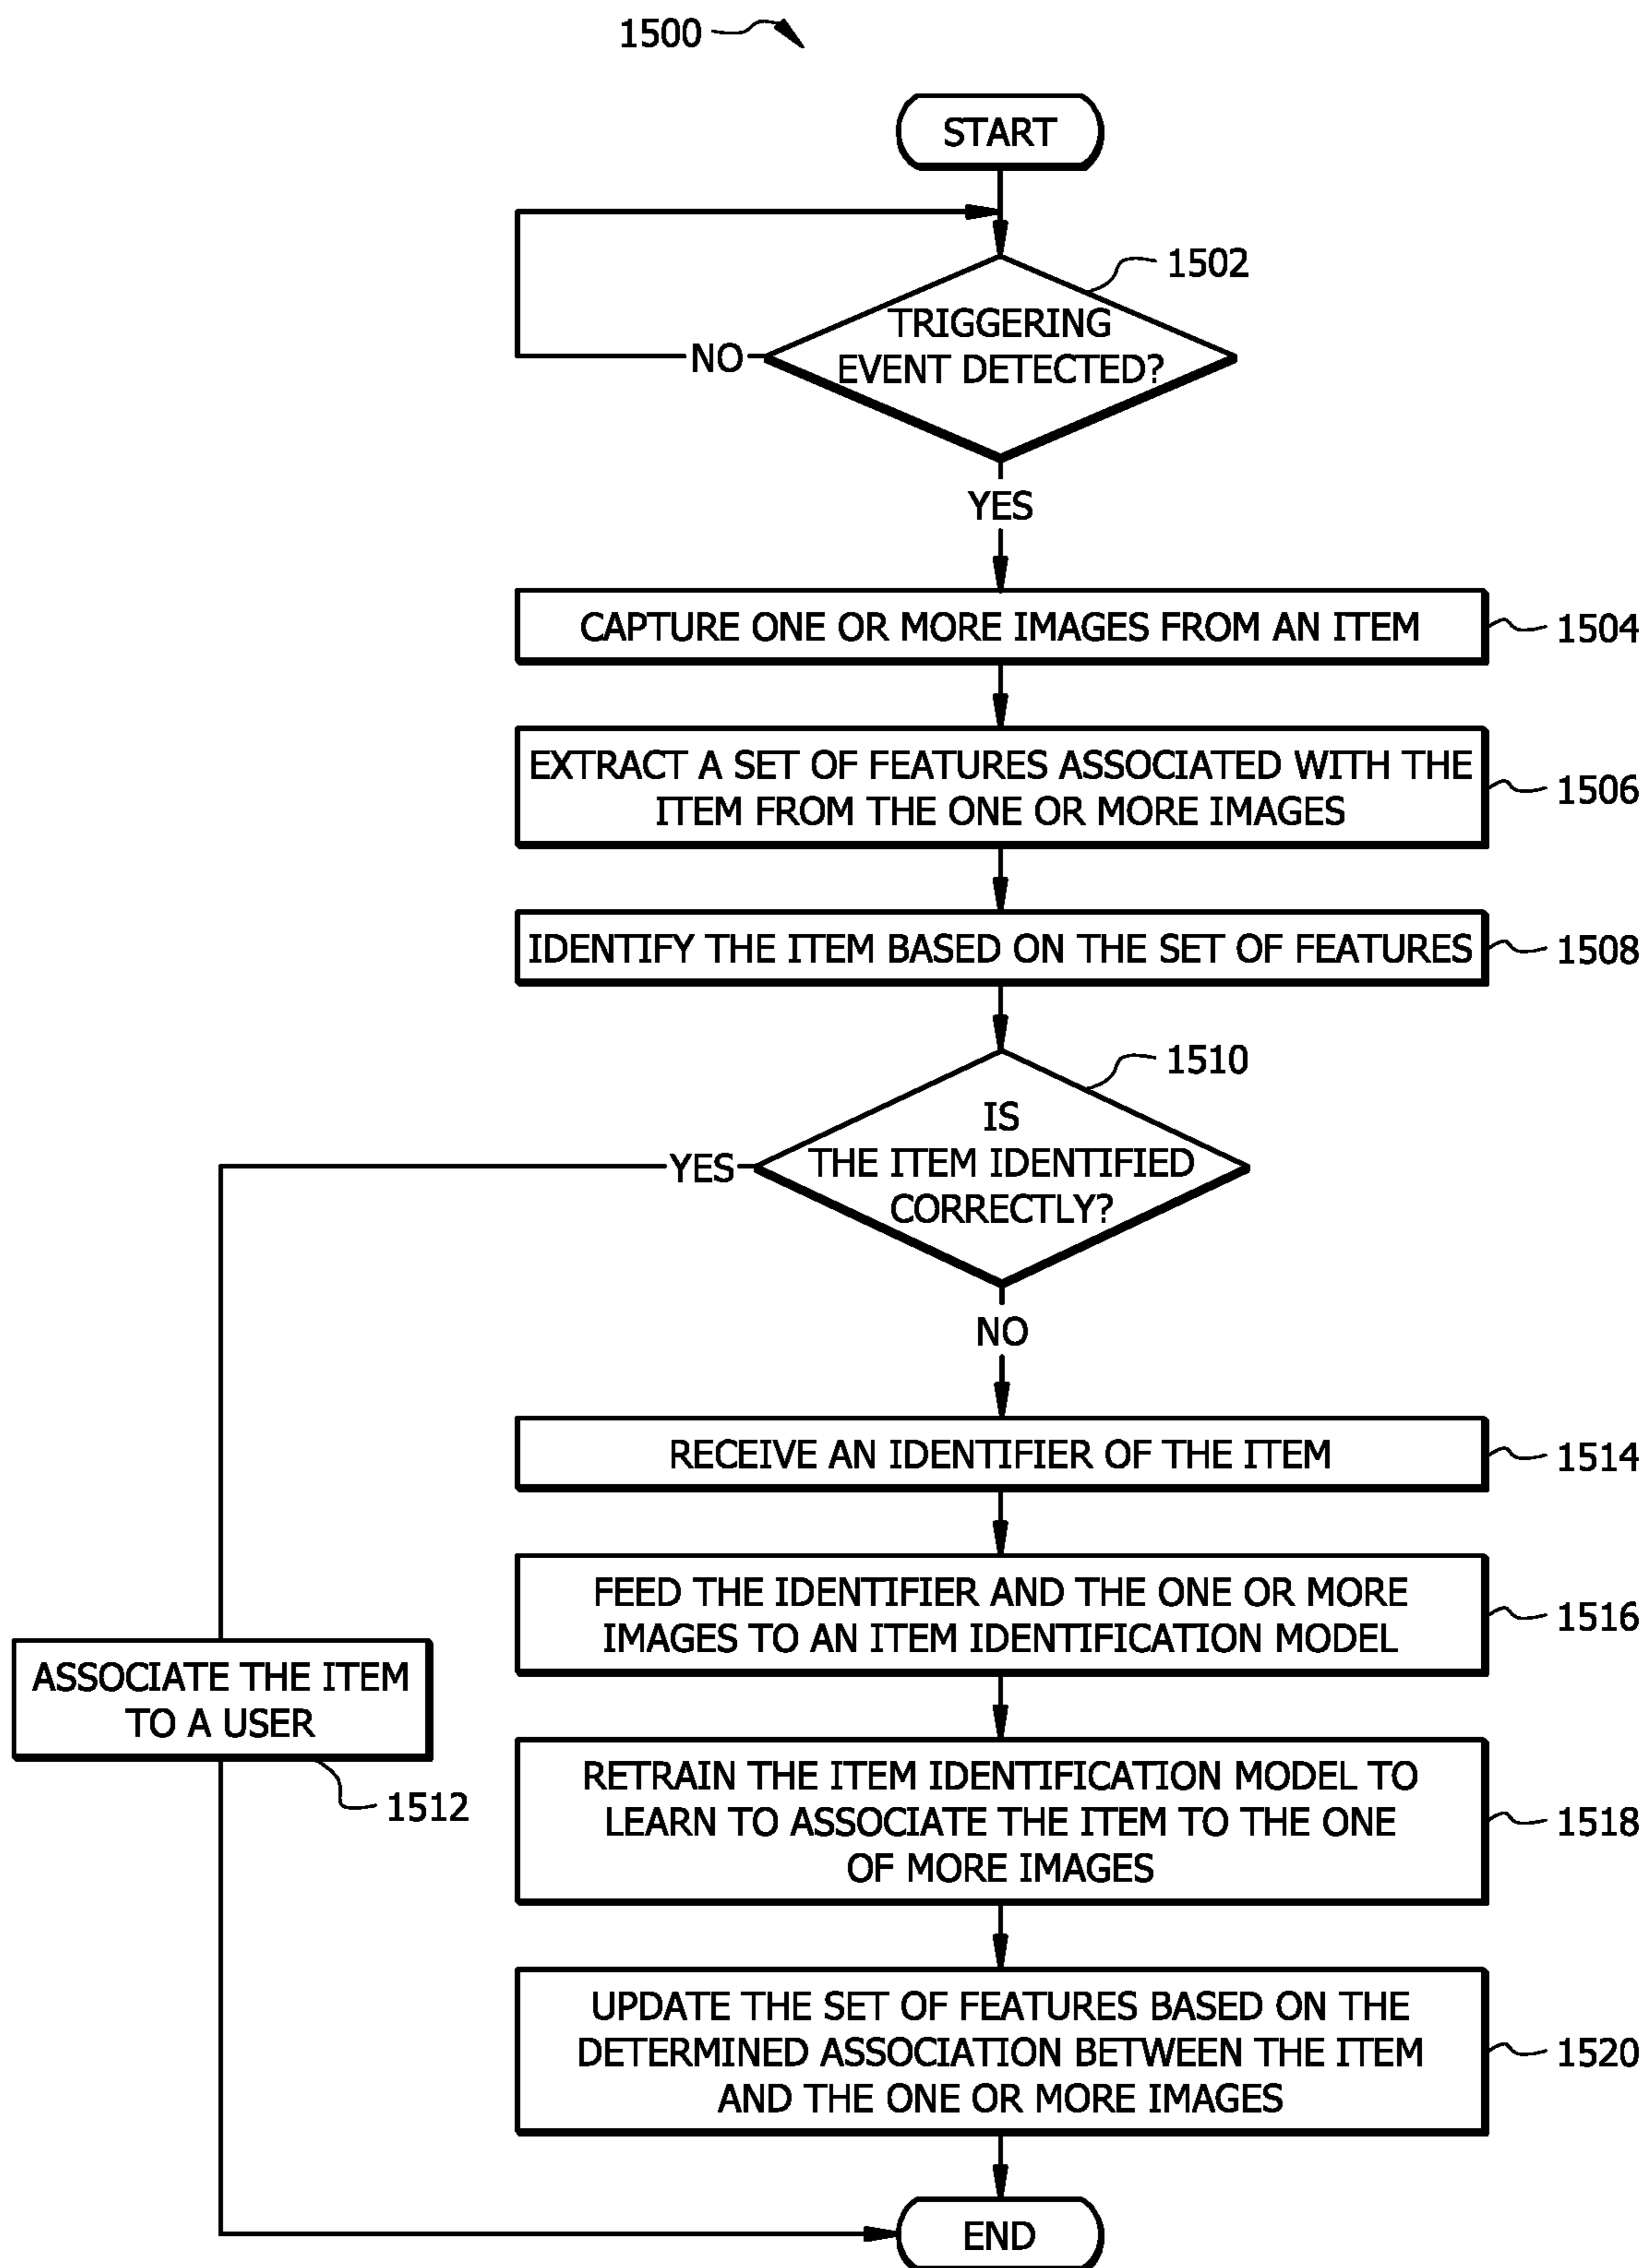 1500
START
1502
TRIGGERING
EVENT DETECTED?
NO
YES
CAPTURE ONE OR MORE IMAGES FROM AN ITEM
1504
EXTRACT A SET OF FEATURES ASSOCIATED WITH THE
ITEM FROM THE ONE OR MORE IMAGES
1506
IDENTIFY THE ITEM BASED ON THE SET OF FEATURES
1508
1510
IS
THE ITEM IDENTIFIED
CORRECTLY?
YES
NO
RECEIVE AN IDENTIFIER OF THE ITEM
1514
FEED THE IDENTIFIER AND THE ONE OR MORE
IMAGES TO AN ITEM IDENTIFICATION MODEL
1516
ASSOCIATE THE ITEM
TO A USER
1512
RETRAIN THE ITEM IDENTIFICATION MODEL TO
LEARN TO ASSOCIATE THE ITEM TO THE ONE
OF MORE IMAGES
1518
UPDATE THE SET OF FEATURES BASED ON THE
DETERMINED ASSOCIATION BETWEEN THE ITEM
AND THE ONE OR MORE IMAGES
1520
END